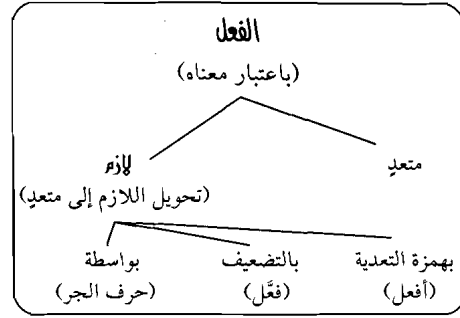 الفعل
(باعتبار معناه)
متعدٍ
لازم
(تحويل اللازم إلى متعدٍ)
بهمزة التعدية
(أفعل)
بالتضعيف
(فعَّل)
بواسطة
(حرف الجر)